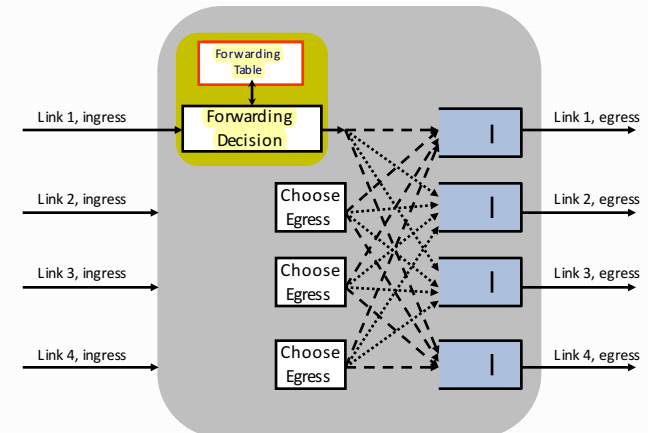 Forwarding
Table
Link 1, ingress
Forwarding
Decision
Link 1, egress
Link 2, ingress
Choose
Egress
Link 2, egress
Link 3, ingress
Choose
Egress
Link 3, egress
Link 4, ingress
Choose
Egress
Link 4, egress